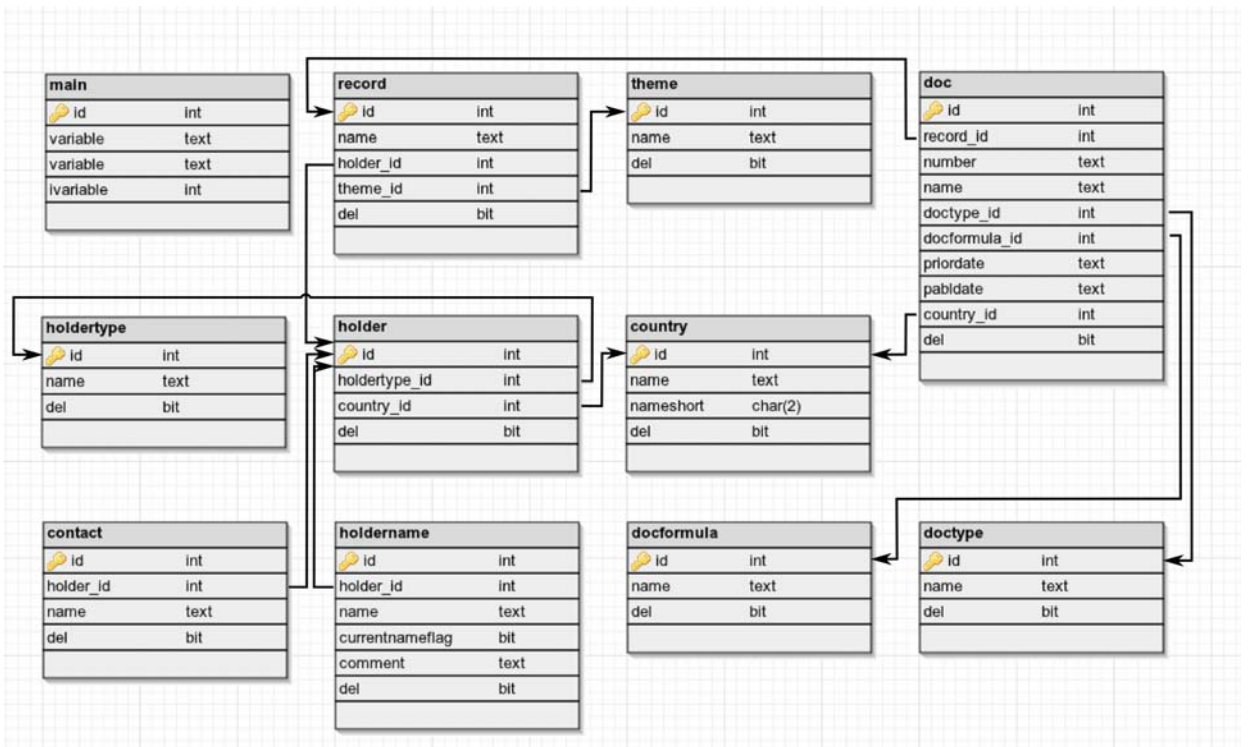 main
id int
variable text
variable text
ivariable int
record
id int
name text
holder_id int
theme_id int
del bit
theme
id int
name text
del bit
doc
id int
record_id int
number text
name text
doctype_id int
docformula_id int
priordate text
pabldate text
country_id int
del bit
holdertype
id int
name text
del bit
holder
id int
holdertype_id int
country_id int
del bit
country
id int
name text
nameshort char(2)
del bit
contact
id int
holder_id int
name text
del bit
holdername
id int
holder_id int
name text
currentnameflag bit
comment text
del bit
docformula
id int
name text
del bit
doctype
id int
name text
del bit